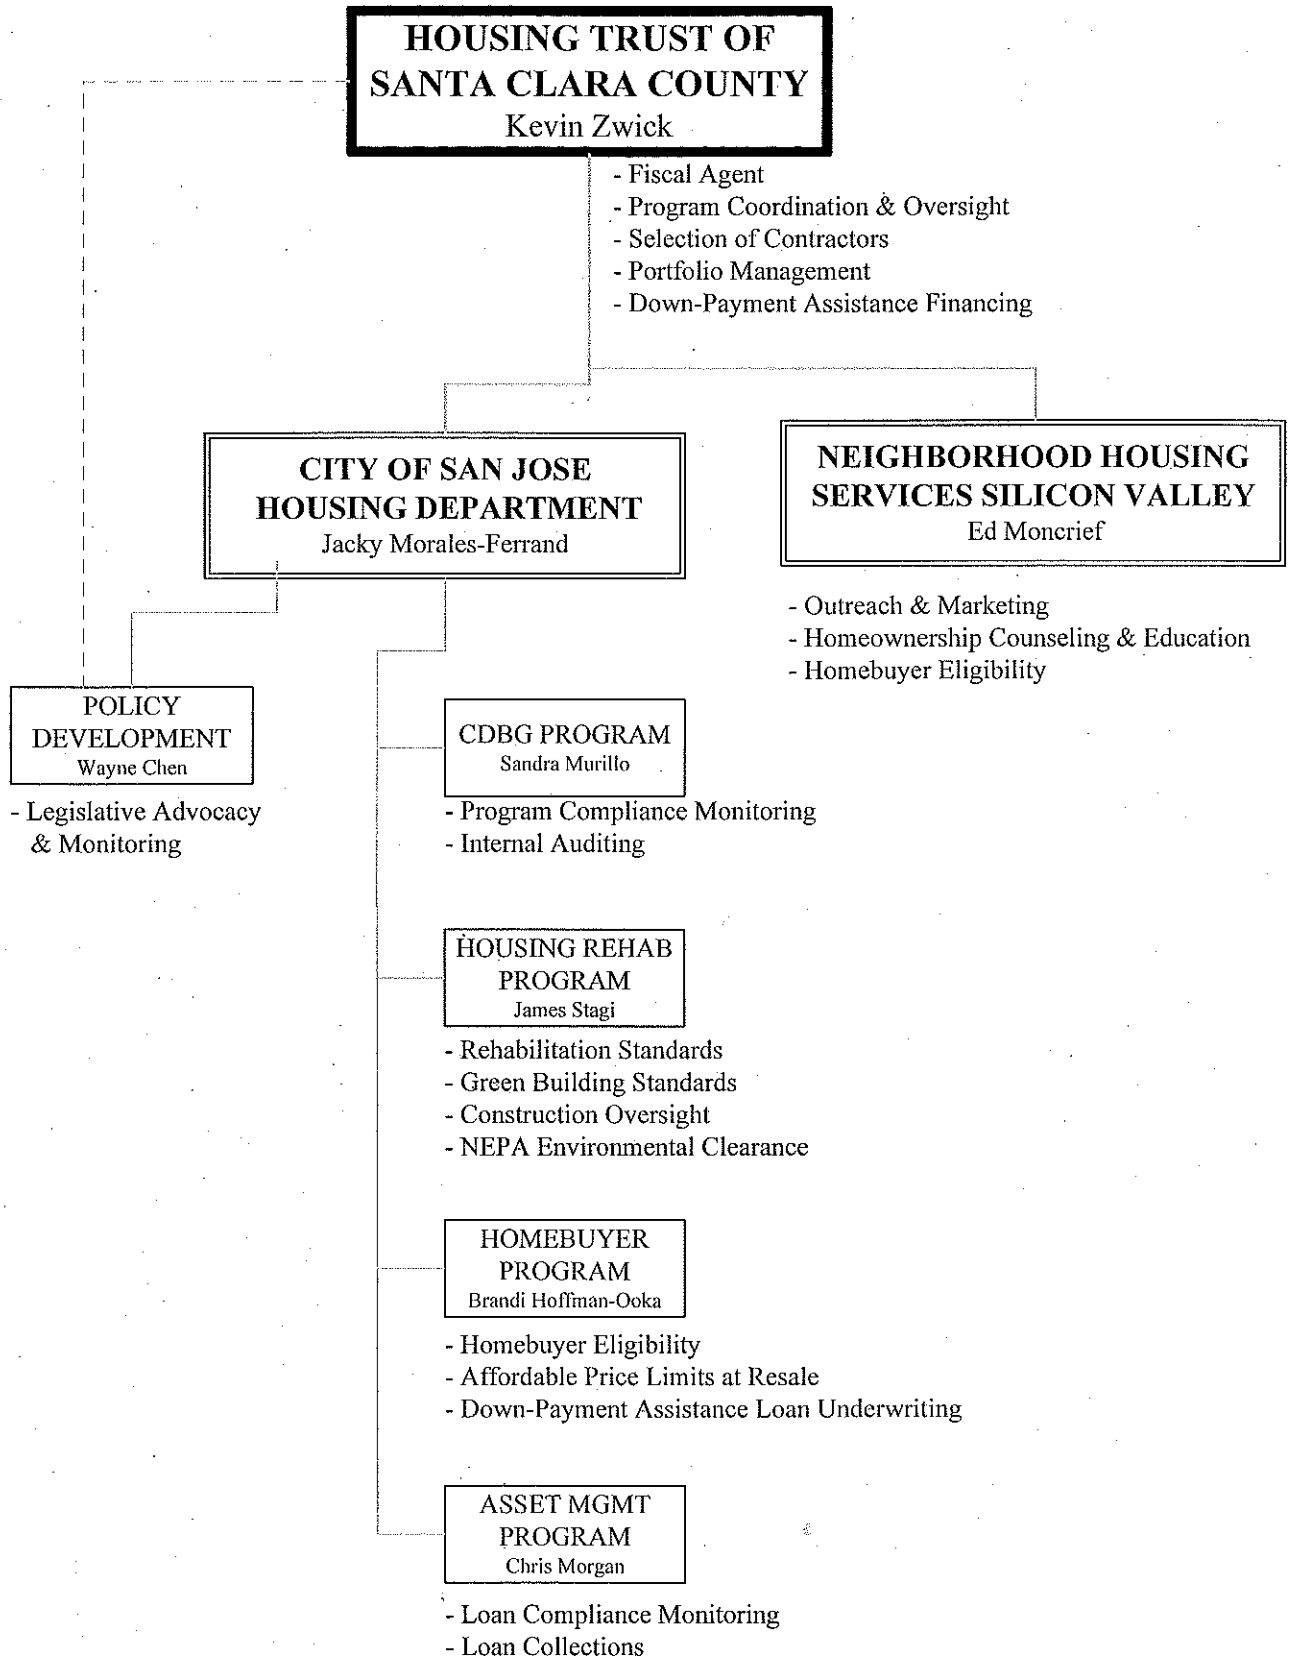 HOUSING TRUST OF
SANTA CLARA COUNTY
Kevin Zwick
- Fiscal Agent
- Program Coordination & Oversight
- Selection of Contractors
- Portfolio Management
- Down-Payment Assistance Financing
CITY OF SAN JOSE
HOUSING DEPARTMENT
Jacky Morales-Ferrand
NEIGHBORHOOD HOUSING
SERVICES SILICON VALLEY
Ed Moncrief
- Outreach & Marketing
- Homeownership Counseling & Education
- Homebuyer Eligibility
POLICY
DEVELOPMENT
Wayne Chen
- Legislative Advocacy
& Monitoring
CDBG PROGRAM
Sandra Murillo
- Program Compliance Monitoring
- Internal Auditing
HOUSING REHAB
PROGRAM
James Stagi
- Rehabilitation Standards
- Green Building Standards
- Construction Oversight
- NEPA Environmental Clearance
HOMEBUYER
PROGRAM
Brandi Hoffman-Ooka
- Homebuyer Eligibility
- Affordable Price Limits at Resale
- Down-Payment Assistance Loan Underwriting
ASSET MGMT
PROGRAM
Chris Morgan
- Loan Compliance Monitoring
- Loan Collections